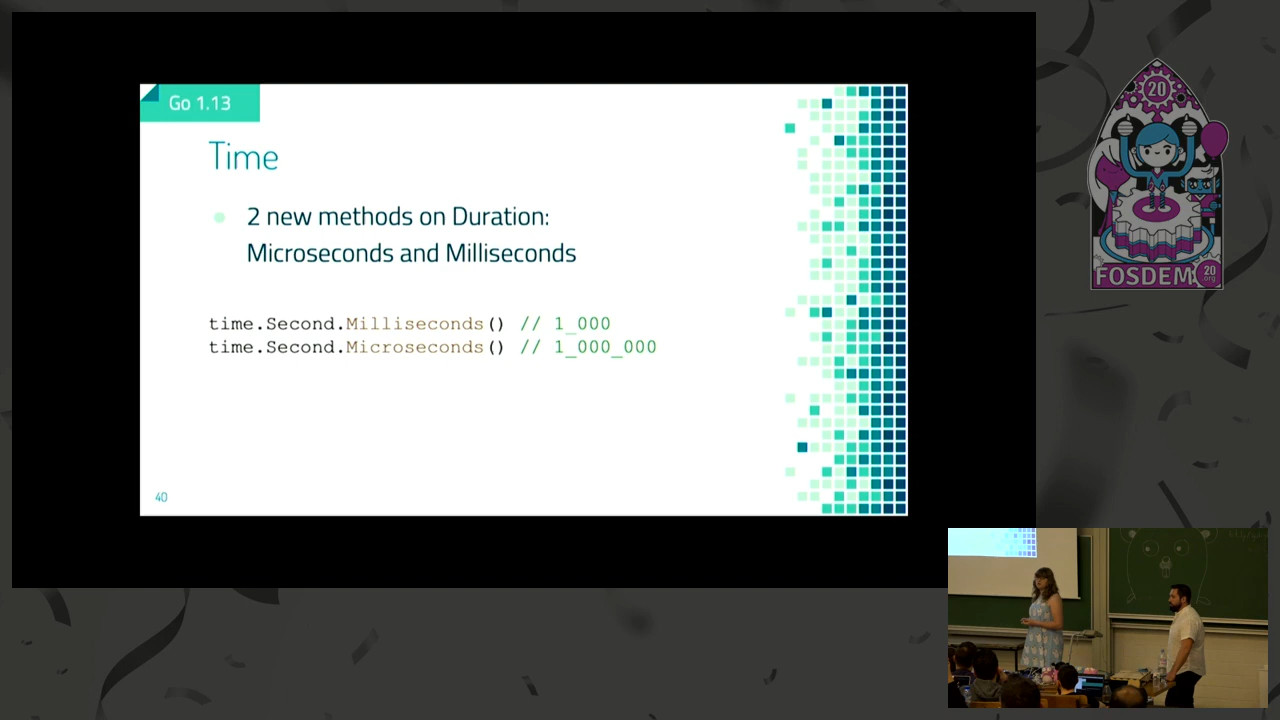 Go 1.13
Time
2 new methods on Duration:
Microseconds and Milliseconds
time.Second.Milliseconds() // 1_000
time.Second.Microseconds() // 1_000_000
40
20
FOSDEM
20
.org